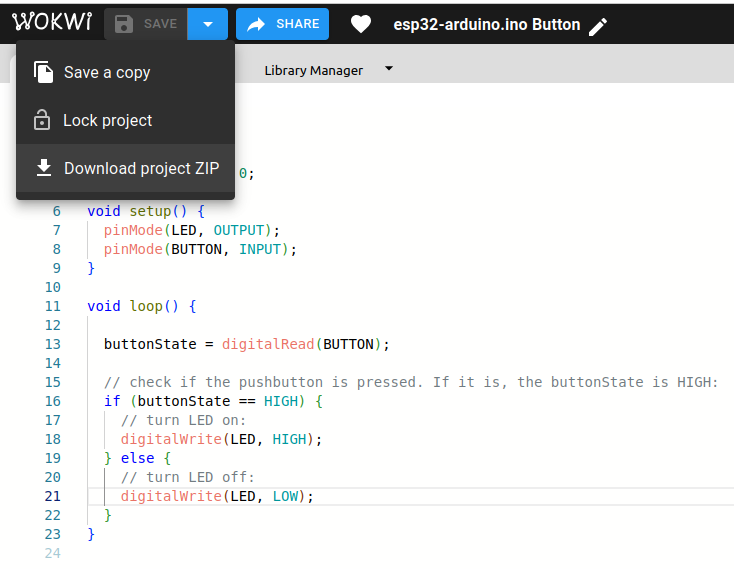 WOKWI SAVE SHARE esp32-arduino.ino Button
Save a copy
Library Manager
Lock project
Download project ZIP
0;
6 void setup() {
7 pinMode(LED, OUTPUT);
8 pinMode(BUTTON, INPUT);
9 }
10
11 void loop() {
12
13 buttonState = digitalRead(BUTTON);
14
15 // check if the pushbutton is pressed. If it is, the buttonState is HIGH:
16 if (buttonState == HIGH) {
17 // turn LED on:
18 digitalWrite(LED, HIGH);
19 } else {
20 // turn LED off:
21 digitalWrite(LED, LOW);
22 }
23 }
24